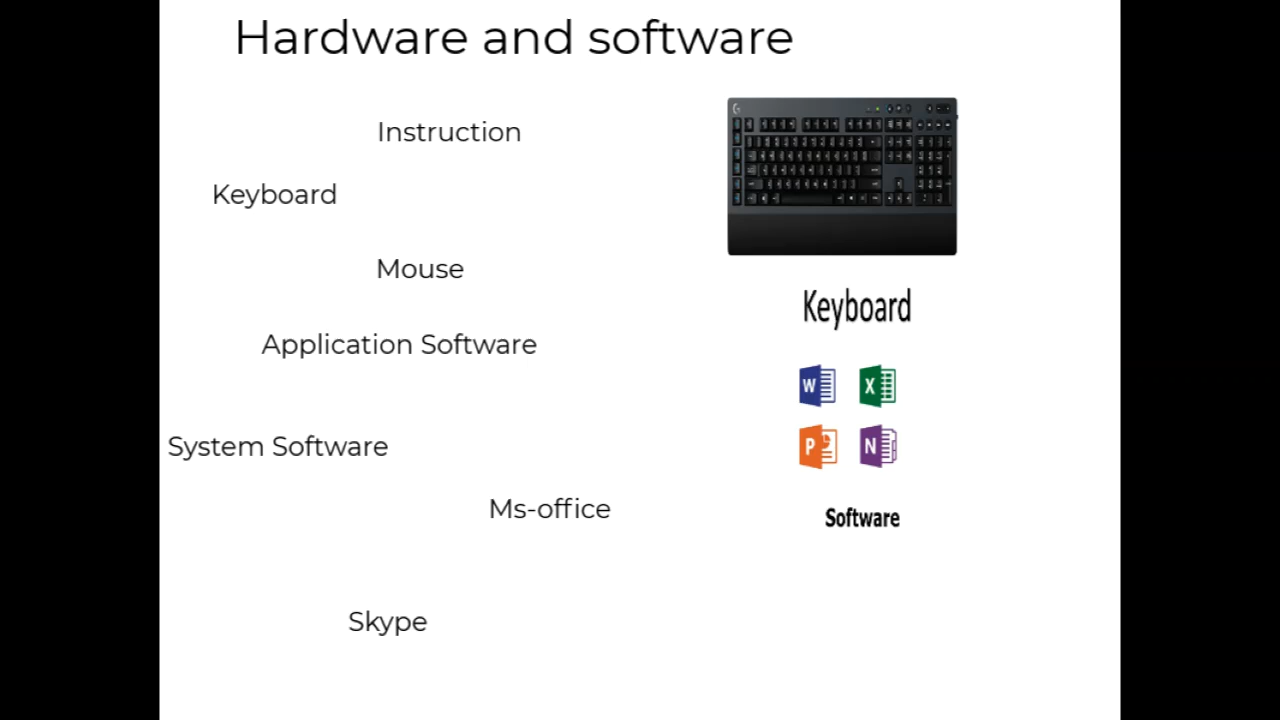 Hardware and software
Instruction
Keyboard
Mouse
Application Software
System Software
Ms-office
Skype
Keyboard
W X
P N
Software